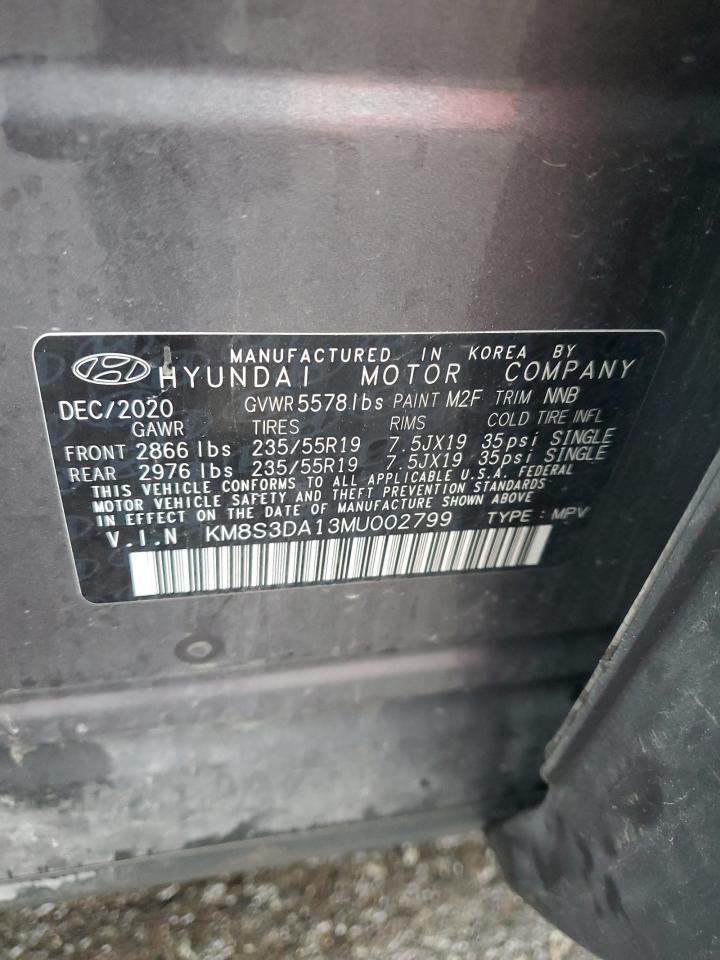 MANUFACTURED IN KOREA BY
HYUNDAI MOTOR COMPANY
DEC/2020 GVWR 5578lbs PAINT M2F TRIM NNB
GAWR TIRES RIMS COLD TIRE INFL
FRONT 2866 lbs 235/55R19 7.5JX19 35psi SINGLE
REAR 2976 lbs 235/55R19 7.5JX19 35psi SINGLE
THIS VEHICLE CONFORMS TO ALL APPLICABLE U.S.A. FEDERAL
MOTOR VEHICLE SAFETY AND THEFT PREVENTION STANDARDS
IN EFFECT ON THE DATE OF MANUFACTURE SHOWN ABOVE
V.I.N KM8S3DA13MU002799 TYPE : MPV